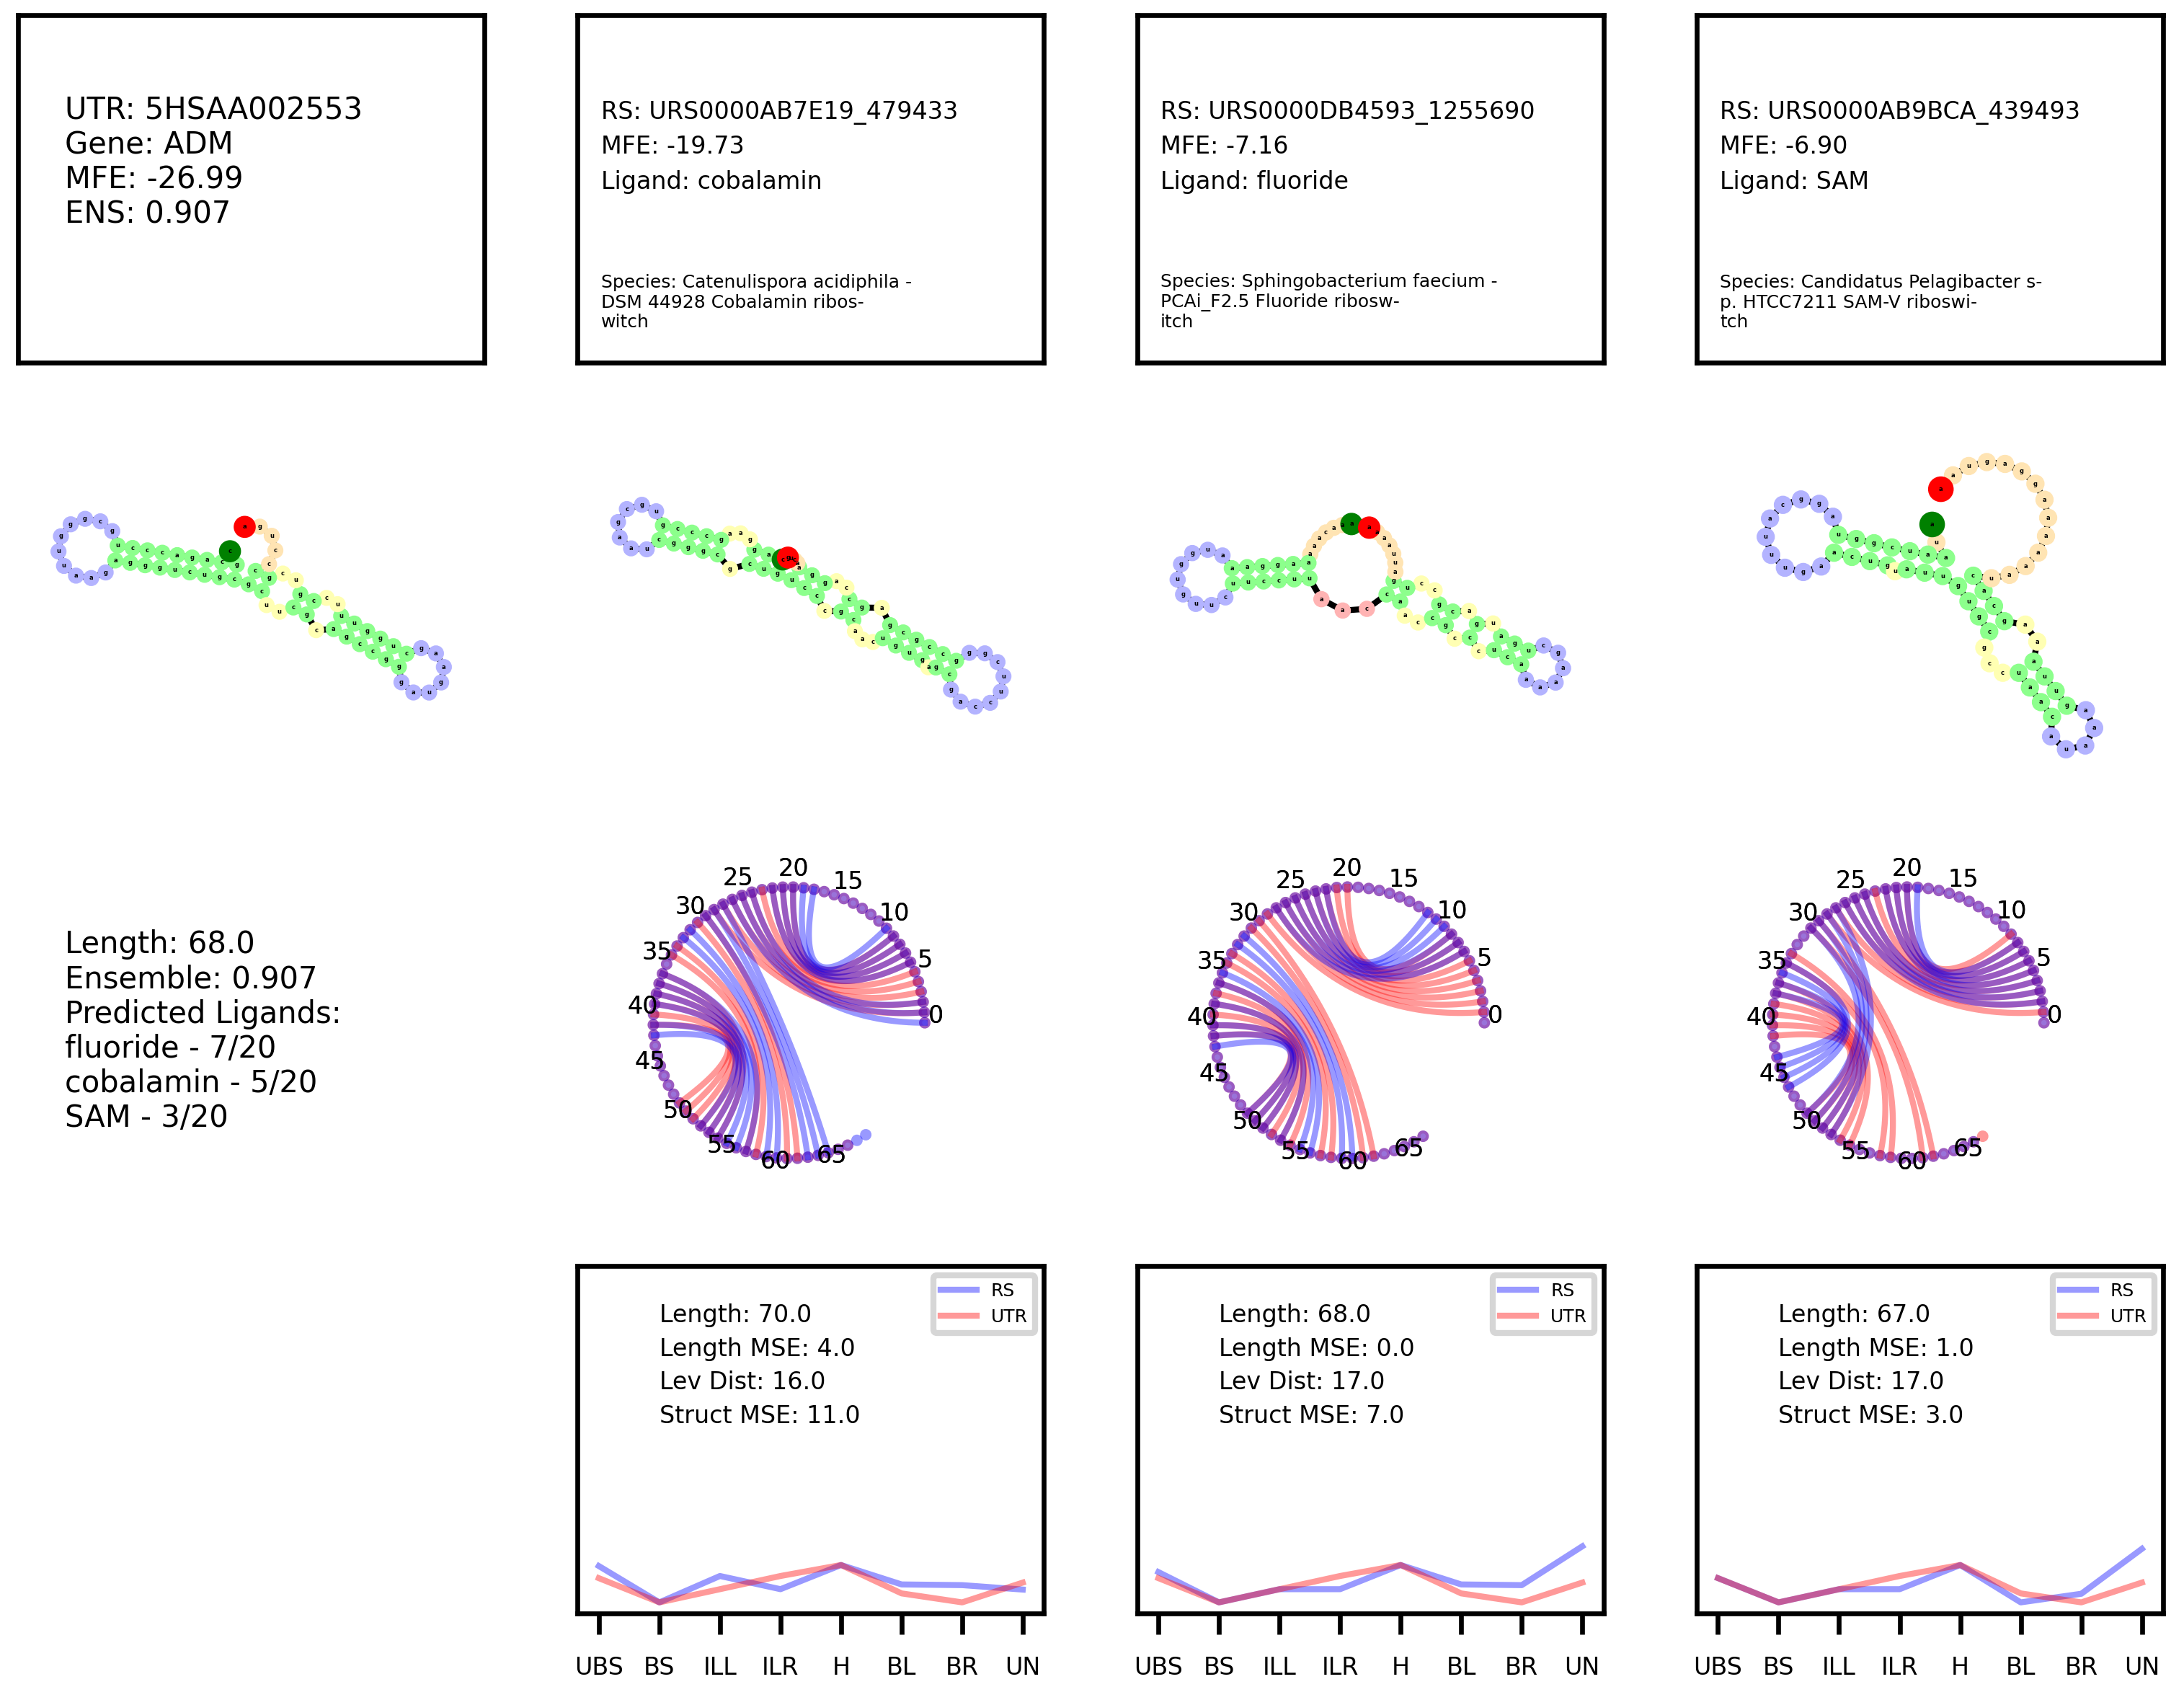 UTR: 5HSAA002553
Gene: ADM
MFE: -26.99
ENS: 0.907
RS: URS0000AB7E19_479433
MFE: -19.73
Ligand: cobalamin
Species: Catenulispora acidiphila -
DSM 44928 Cobalamin ribos-
witch
RS: URS0000DB4593_1255690
MFE: -7.16
Ligand: fluoride
Species: Sphingobacterium faecium -
PCAi_F2.5 Fluoride ribosw-
itch
RS: URS0000AB9BCA_439493
MFE: -6.90
Ligand: SAM
Species: Candidatus Pelagibacter s-
p. HTCC7211 SAM-V riboswi-
tch
Length: 68.0
Ensemble: 0.907
Predicted Ligands:
fluoride - 7/20
cobalamin - 5/20
SAM - 3/20
0
5
10
15
20
25
30
35
40
45
50
55
60
65
0
5
10
15
20
25
30
35
40
45
50
55
60
65
0
5
10
15
20
25
30
35
40
45
50
55
60
65
RS
UTR
Length: 70.0
Length MSE: 4.0
Lev Dist: 16.0
Struct MSE: 11.0
UBS BS ILL ILR H BL BR UN
RS
UTR
Length: 68.0
Length MSE: 0.0
Lev Dist: 17.0
Struct MSE: 7.0
UBS BS ILL ILR H BL BR UN
RS
UTR
Length: 67.0
Length MSE: 1.0
Lev Dist: 17.0
Struct MSE: 3.0
UBS BS ILL ILR H BL BR UN